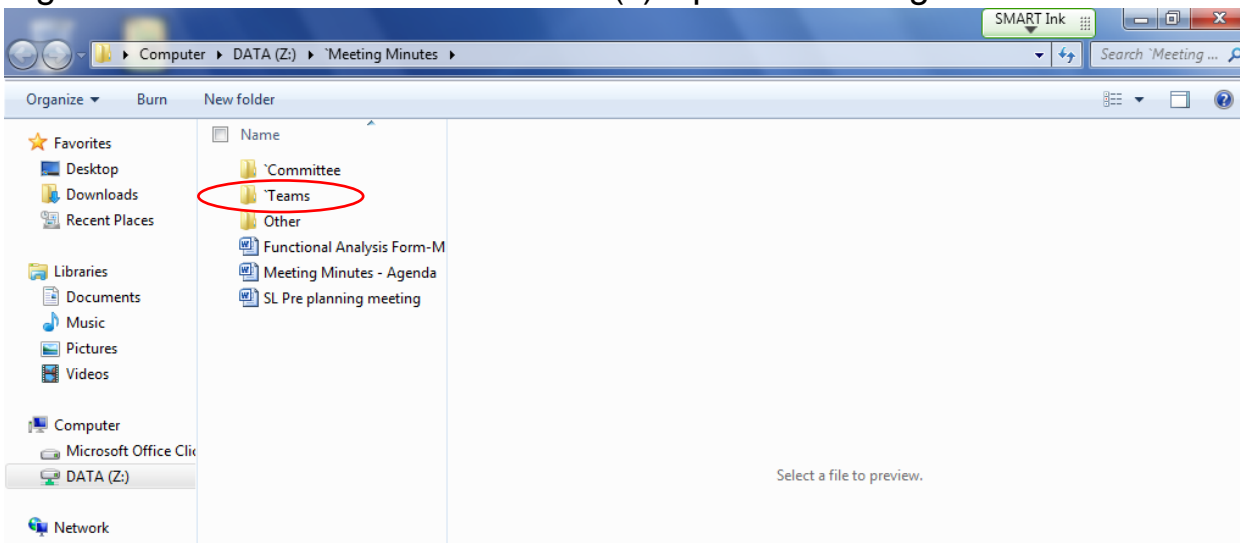 SMART Ink
Computer ▸ DATA (Z:) ▸ `Meeting Minutes ▸
Search `Meeting ...
Organize Burn New folder
Name
Favorites
Desktop
Downloads
Recent Places
Libraries
Documents
Music
Pictures
Videos
Computer
Microsoft Office Clic
DATA (Z:)
Network
`Committee
`Teams
Other
Functional Analysis Form-M
Meeting Minutes - Agenda
SL Pre planning meeting
Select a file to preview.